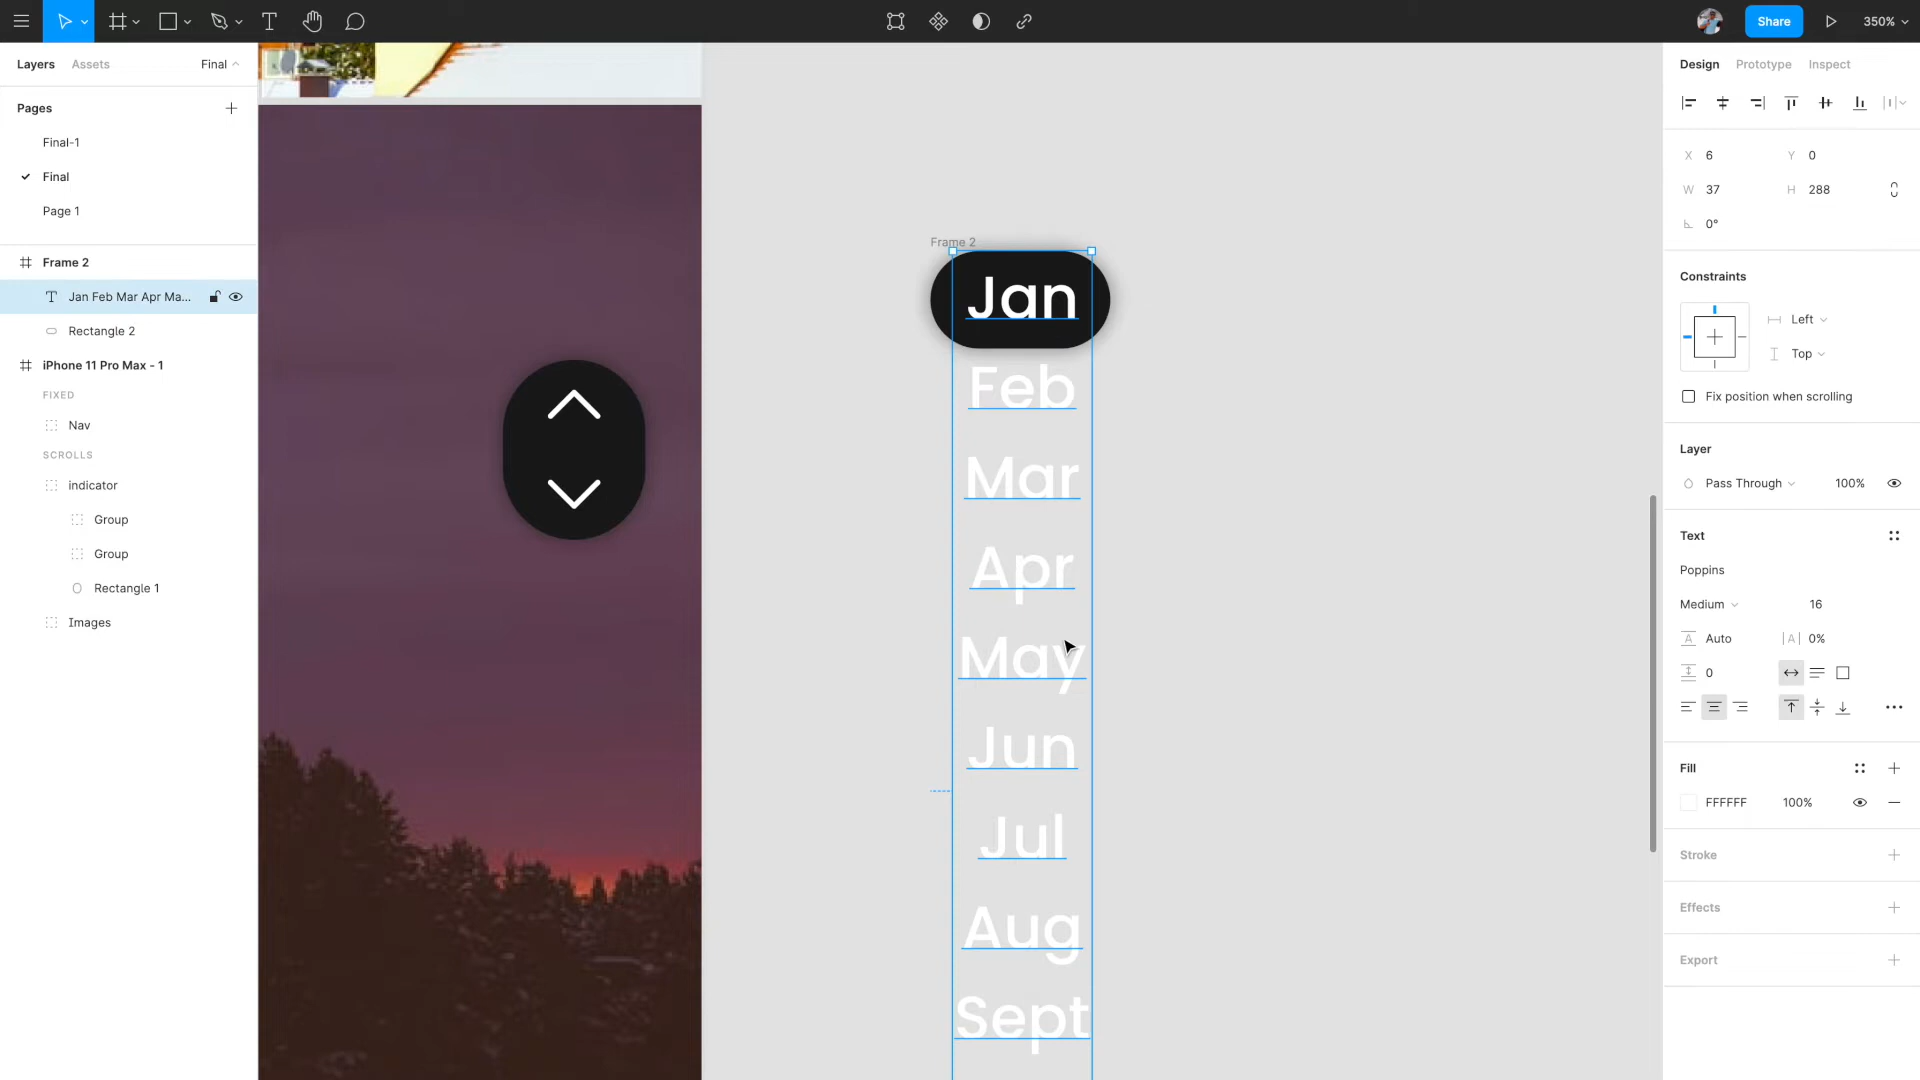 Share
350%
Layers
Assets
Final
Pages
Final-1
Final
Page 1
Frame 2
Jan Feb Mar Apr Ma...
Rectangle 2
iPhone 11 Pro Max - 1
FIXED
Nav
SCROLLS
indicator
Group
Group
Rectangle 1
Images
Frame 2
Jan
Feb
Mar
Apr
May
Jun
Jul
Aug
Sept
Design
Prototype
Inspect
X 6
Y 0
W 37
H 288
0°
Constraints
Left
Top
Fix position when scrolling
Layer
Pass Through
100%
Text
Poppins
Medium
16
A Auto
|A| 0%
0
Fill
FFFFFF
100%
Stroke
Effects
Export